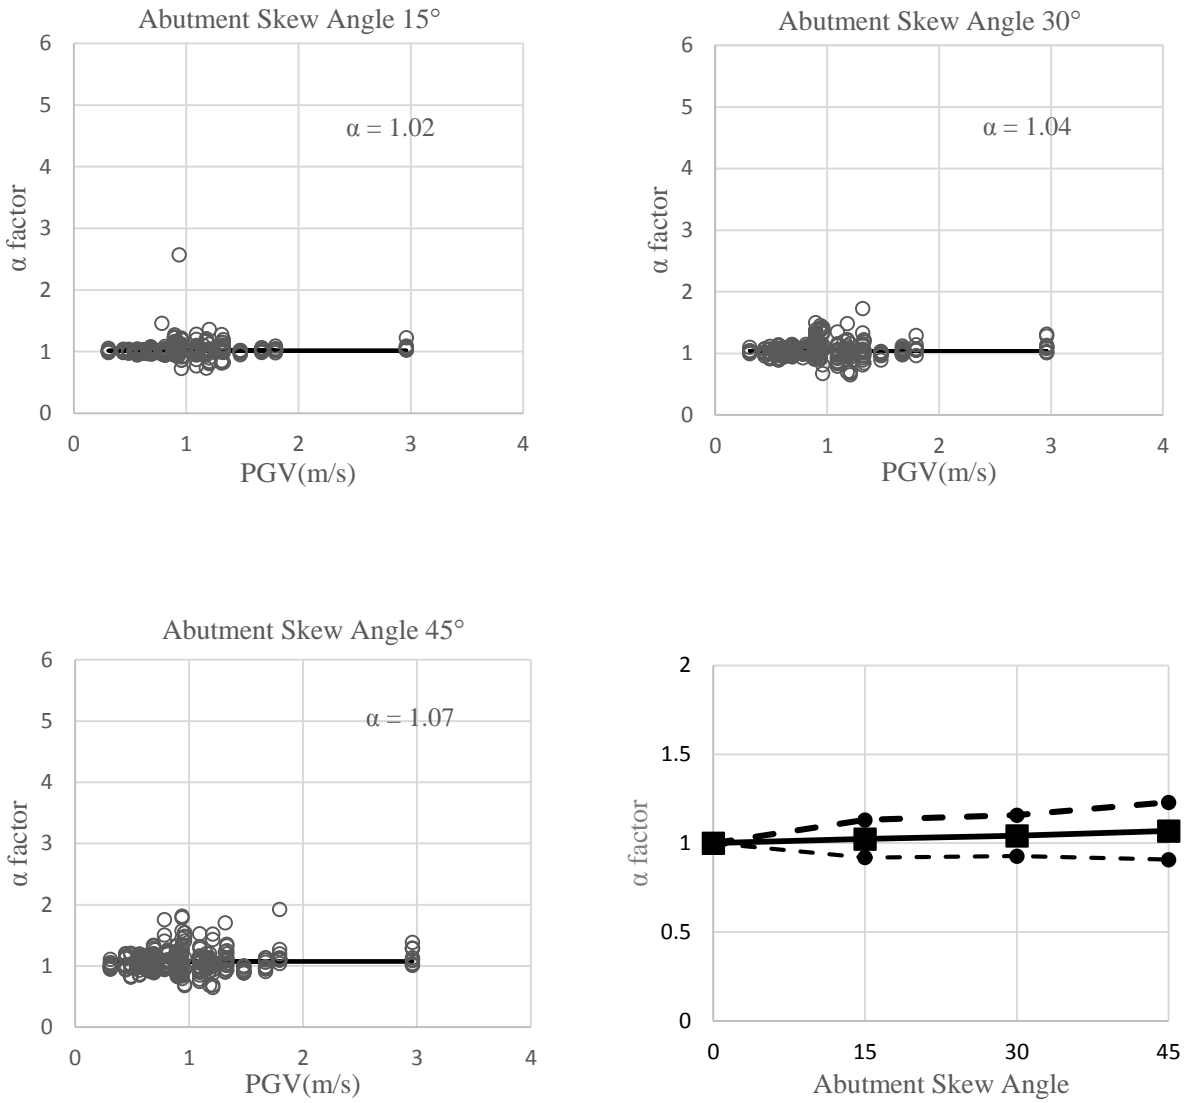 Abutment Skew Angle 15°
6
5
4
3
2
1
0
α factor
α = 1.02
0 1 2 3 4
PGV(m/s)
Abutment Skew Angle 30°
6
5
4
3
2
1
0
α factor
α = 1.04
0 1 2 3 4
PGV(m/s)
Abutment Skew Angle 45°
6
5
4
3
2
1
0
α factor
α = 1.07
0 1 2 3 4
PGV(m/s)
2
1.5
1
0.5
0
α factor
0 15 30 45
Abutment Skew Angle